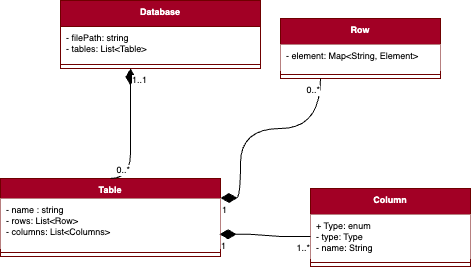 Database
- filePath: string
- tables: List<Table>
1..1
0..*
Row
- element: Map<String, Element>
0..*
Table
- name : string
- rows: List<Row>
- columns: List<Columns>
1
1
1..*
Column
+ Type: enum
- type: Type
- name: String